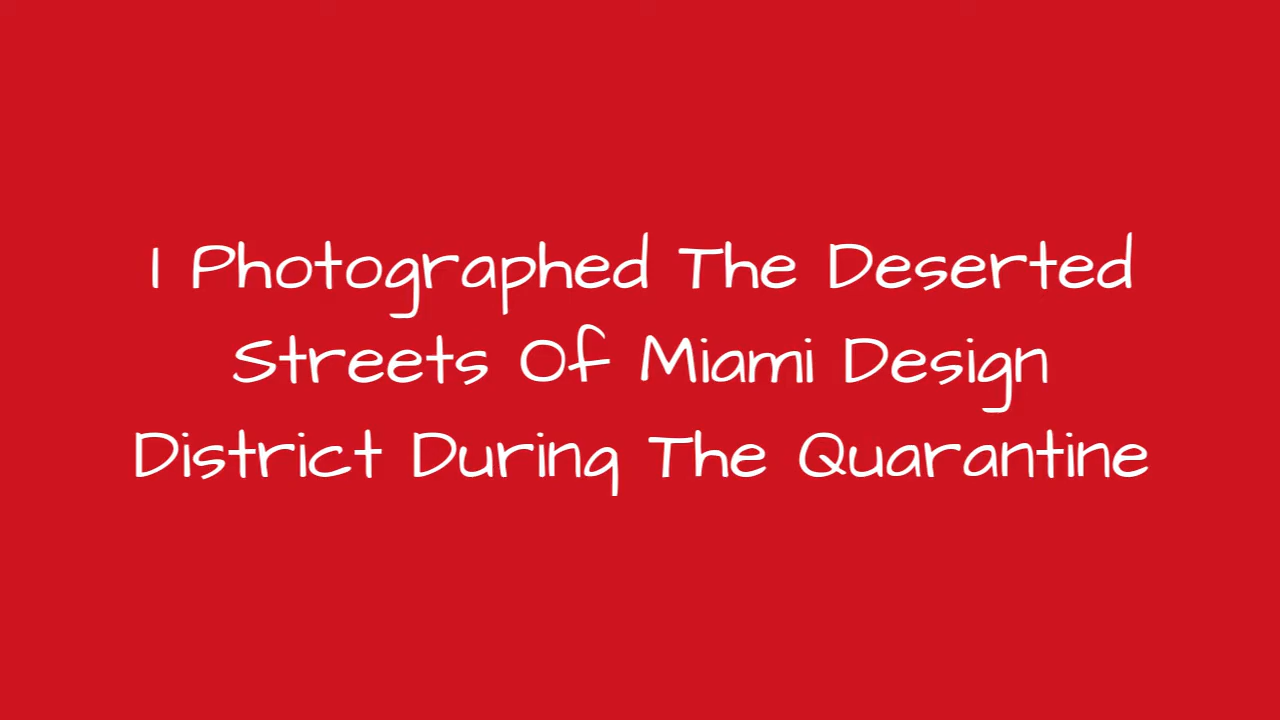 I Photographed The Deserted
Streets Of Miami Design
District During The Quarantine